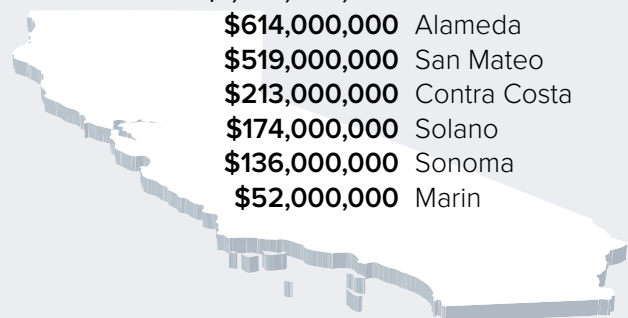 $614,000,000 Alameda
$519,000,000 San Mateo
$213,000,000 Contra Costa
$174,000,000 Solano
$136,000,000 Sonoma
$52,000,000 Marin